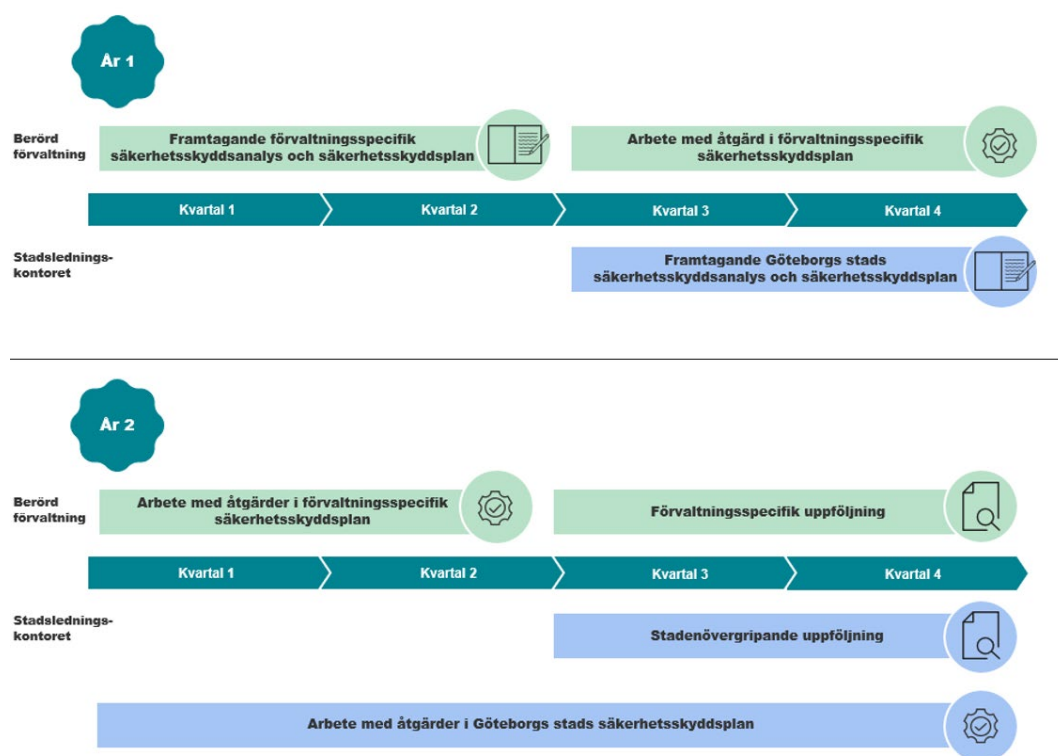 År 1
Berörd
förvaltning
Framtagande förvaltningsspecifik
säkerhetsskyddsanalys och säkerhetsskyddsplan
Arbete med åtgärd i förvaltningsspecifik
säkerhetsskyddsplan
Kvartal 1
Kvartal 2
Kvartal 3
Kvartal 4
Stadslednings-
kontoret
Framtagande Göteborgs stads
säkerhetsskyddsanalys och säkerhetsskyddsplan
År 2
Berörd
förvaltning
Arbete med åtgärder i förvaltningsspecifik
säkerhetsskyddsplan
Förvaltningsspecifik uppföljning
Kvartal 1
Kvartal 2
Kvartal 3
Kvartal 4
Stadslednings-
kontoret
Stadenövergripande uppföljning
Arbete med åtgärder i Göteborgs stads säkerhetsskyddsplan